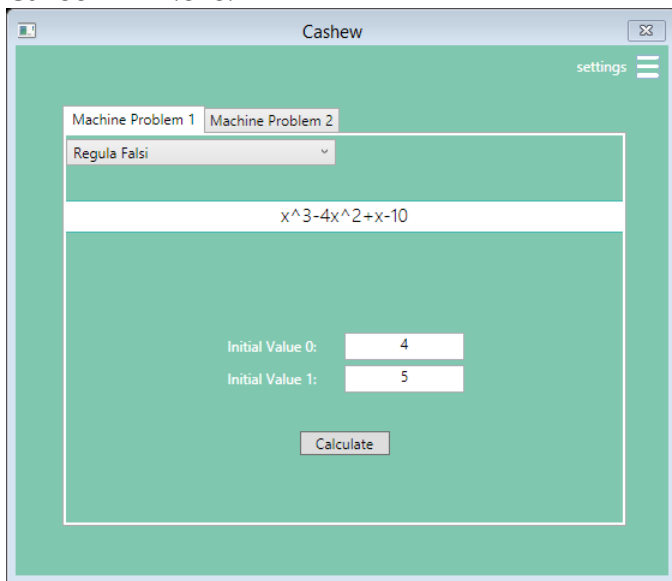 Cashew
settings
Machine Problem 1 Machine Problem 2
Regula Falsi
x^3-4x^2+x-10
Initial Value 0: 4
Initial Value 1: 5
Calculate